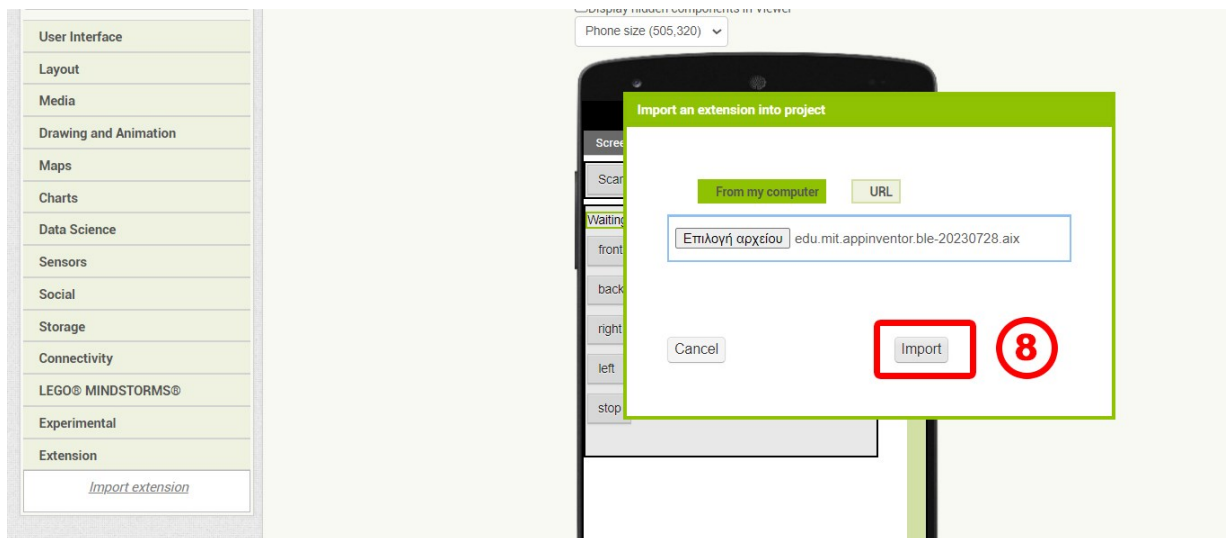 Display hidden components in Viewer
Phone size (505,320)
User Interface
Layout
Media
Drawing and Animation
Maps
Charts
Data Science
Sensors
Social
Storage
Connectivity
LEGO® MINDSTORMS®
Experimental
Extension
Import extension
Scree
Scan
Waiting
front
back
right
left
stop
Import an extension into project
From my computer URL
Επιλογή αρχείου edu.mit.appinventor.ble-20230728.aix
Cancel Import 8